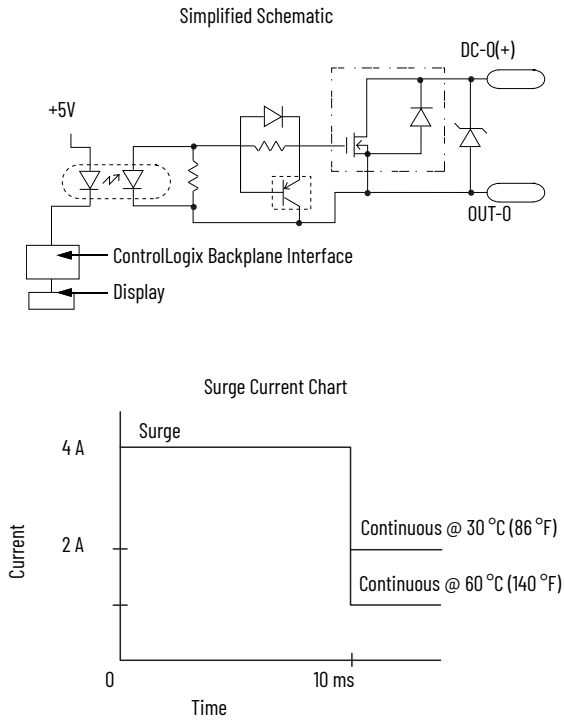 Simplified Schematic
DC-0(+)
+5V
OUT-0
ControlLogix Backplane Interface
Display
Surge Current Chart
Surge
4 A
Continuous @ 30 °C (86 °F)
2 A
Continuous @ 60 °C (140 °F)
Current
0
10 ms
Time